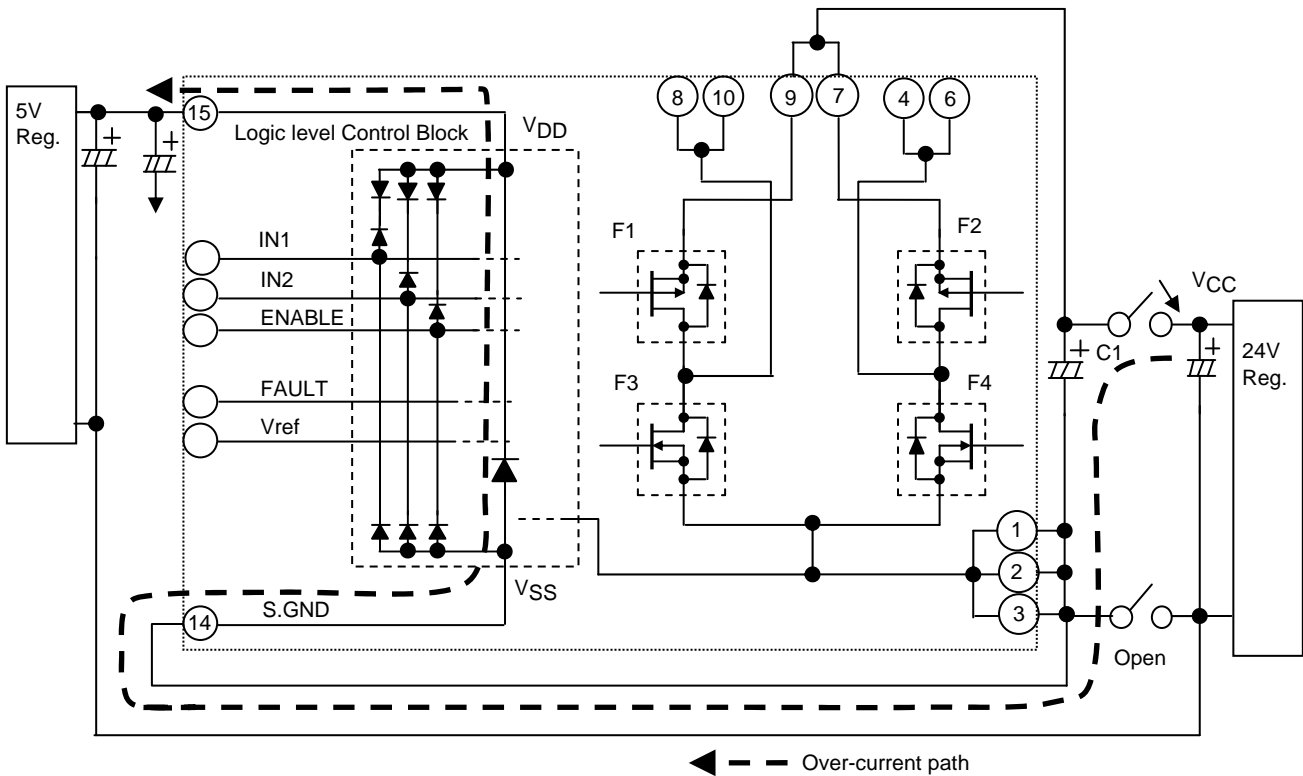 8 10 9 7 4 6
5V
Reg.
+ +
15
Logic level Control Block
VDD
F1 F2
IN1
IN2
ENABLE
VCC
+ C1 +
24V
Reg.
FAULT
Vref
F3 F4
1
2
3
VSS
S.GND
14
Open
Over-current path